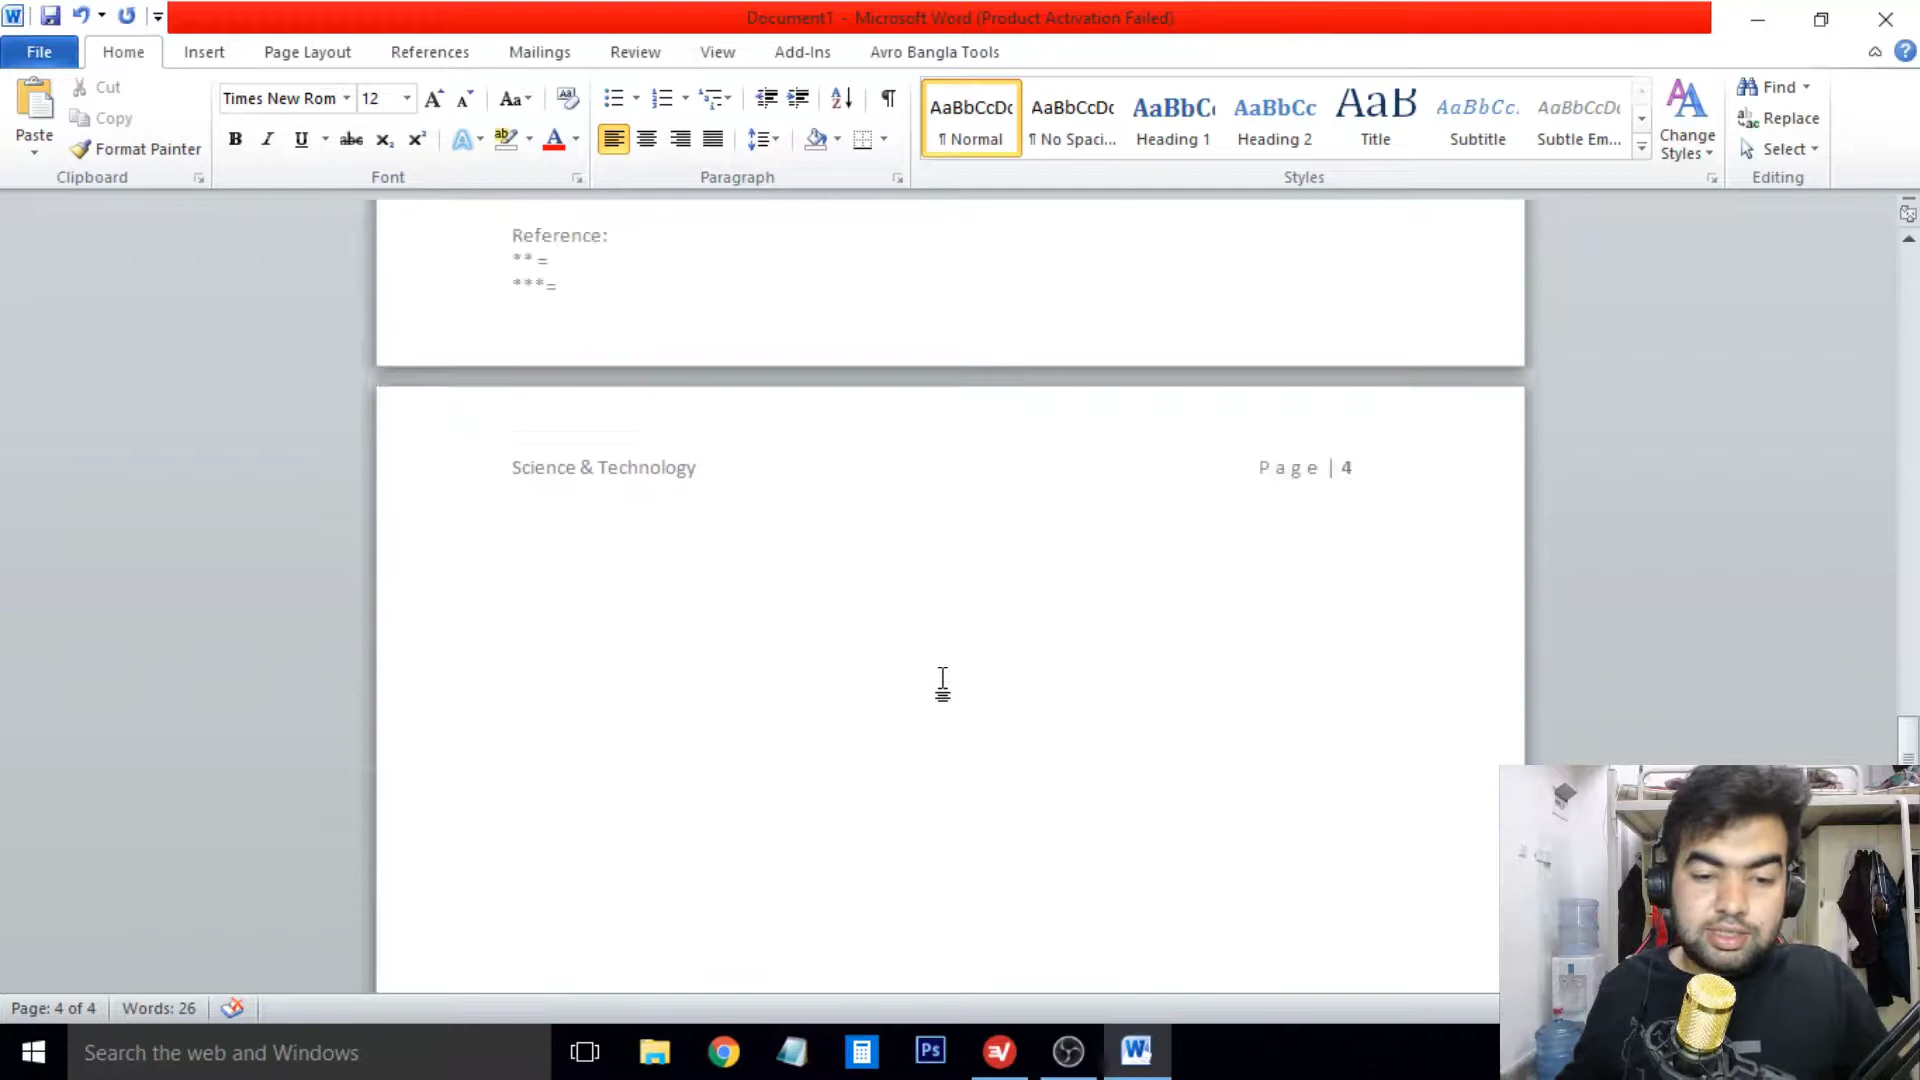 Document1 - Microsoft Word (Product Activation Failed)
File Home Insert Page Layout References Mailings Review View Add-Ins Avro Bangla Tools
Paste
Cut
Copy
Format Painter
Clipboard
Times New Rom 12
Font
Paragraph
AaBbCcDc AaBbCcDc AaBbC AaBbCc AaB AaBbCc. AaBbCcDc
¶ Normal ¶ No Spaci... Heading 1 Heading 2 Title Subtitle Subtle Em...
Styles
Change Styles
Find
Replace
Select
Editing
Reference:
** =
***=
Science & Technology
Page | 4
Page: 4 of 4 Words: 26
Search the web and Windows
Ps